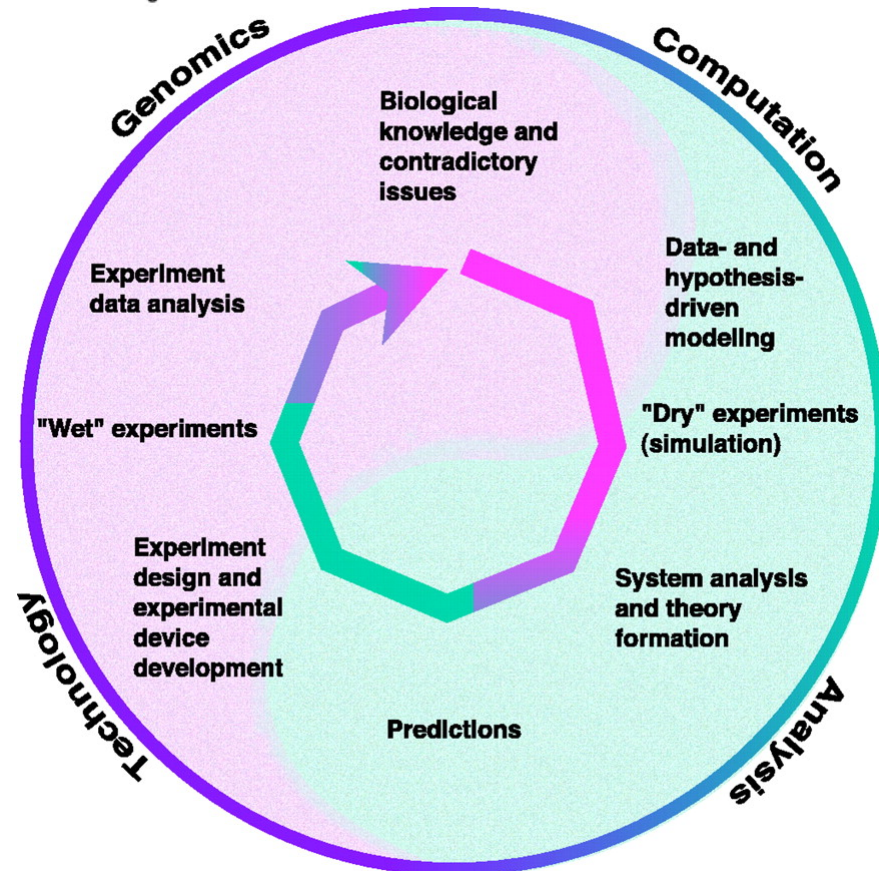 Genomics
Computation
Biological
knowledge and
contradictory
issues
Data- and
hypothesis-
driven
modeling
"Dry" experiments
(simulation)
System analysis
and theory
formation
Analysis
Predictions
Experiment
design and
experimental
device
development
Technology
"Wet" experiments
Experiment
data analysis